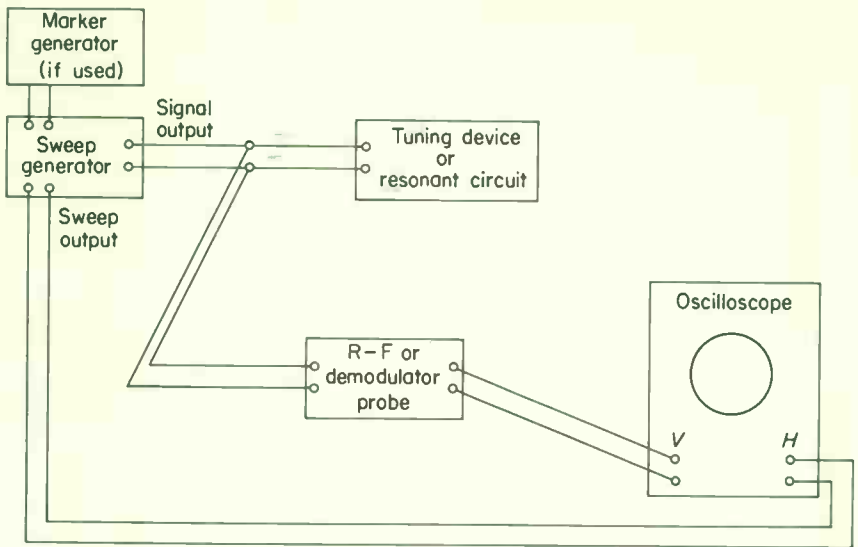 Marker
generator
(if used)
Signal
output
Sweep
generator
Tuning device
or
resonant circuit
Sweep
output
Oscilloscope
R-F or
demodulator
probe
V
H